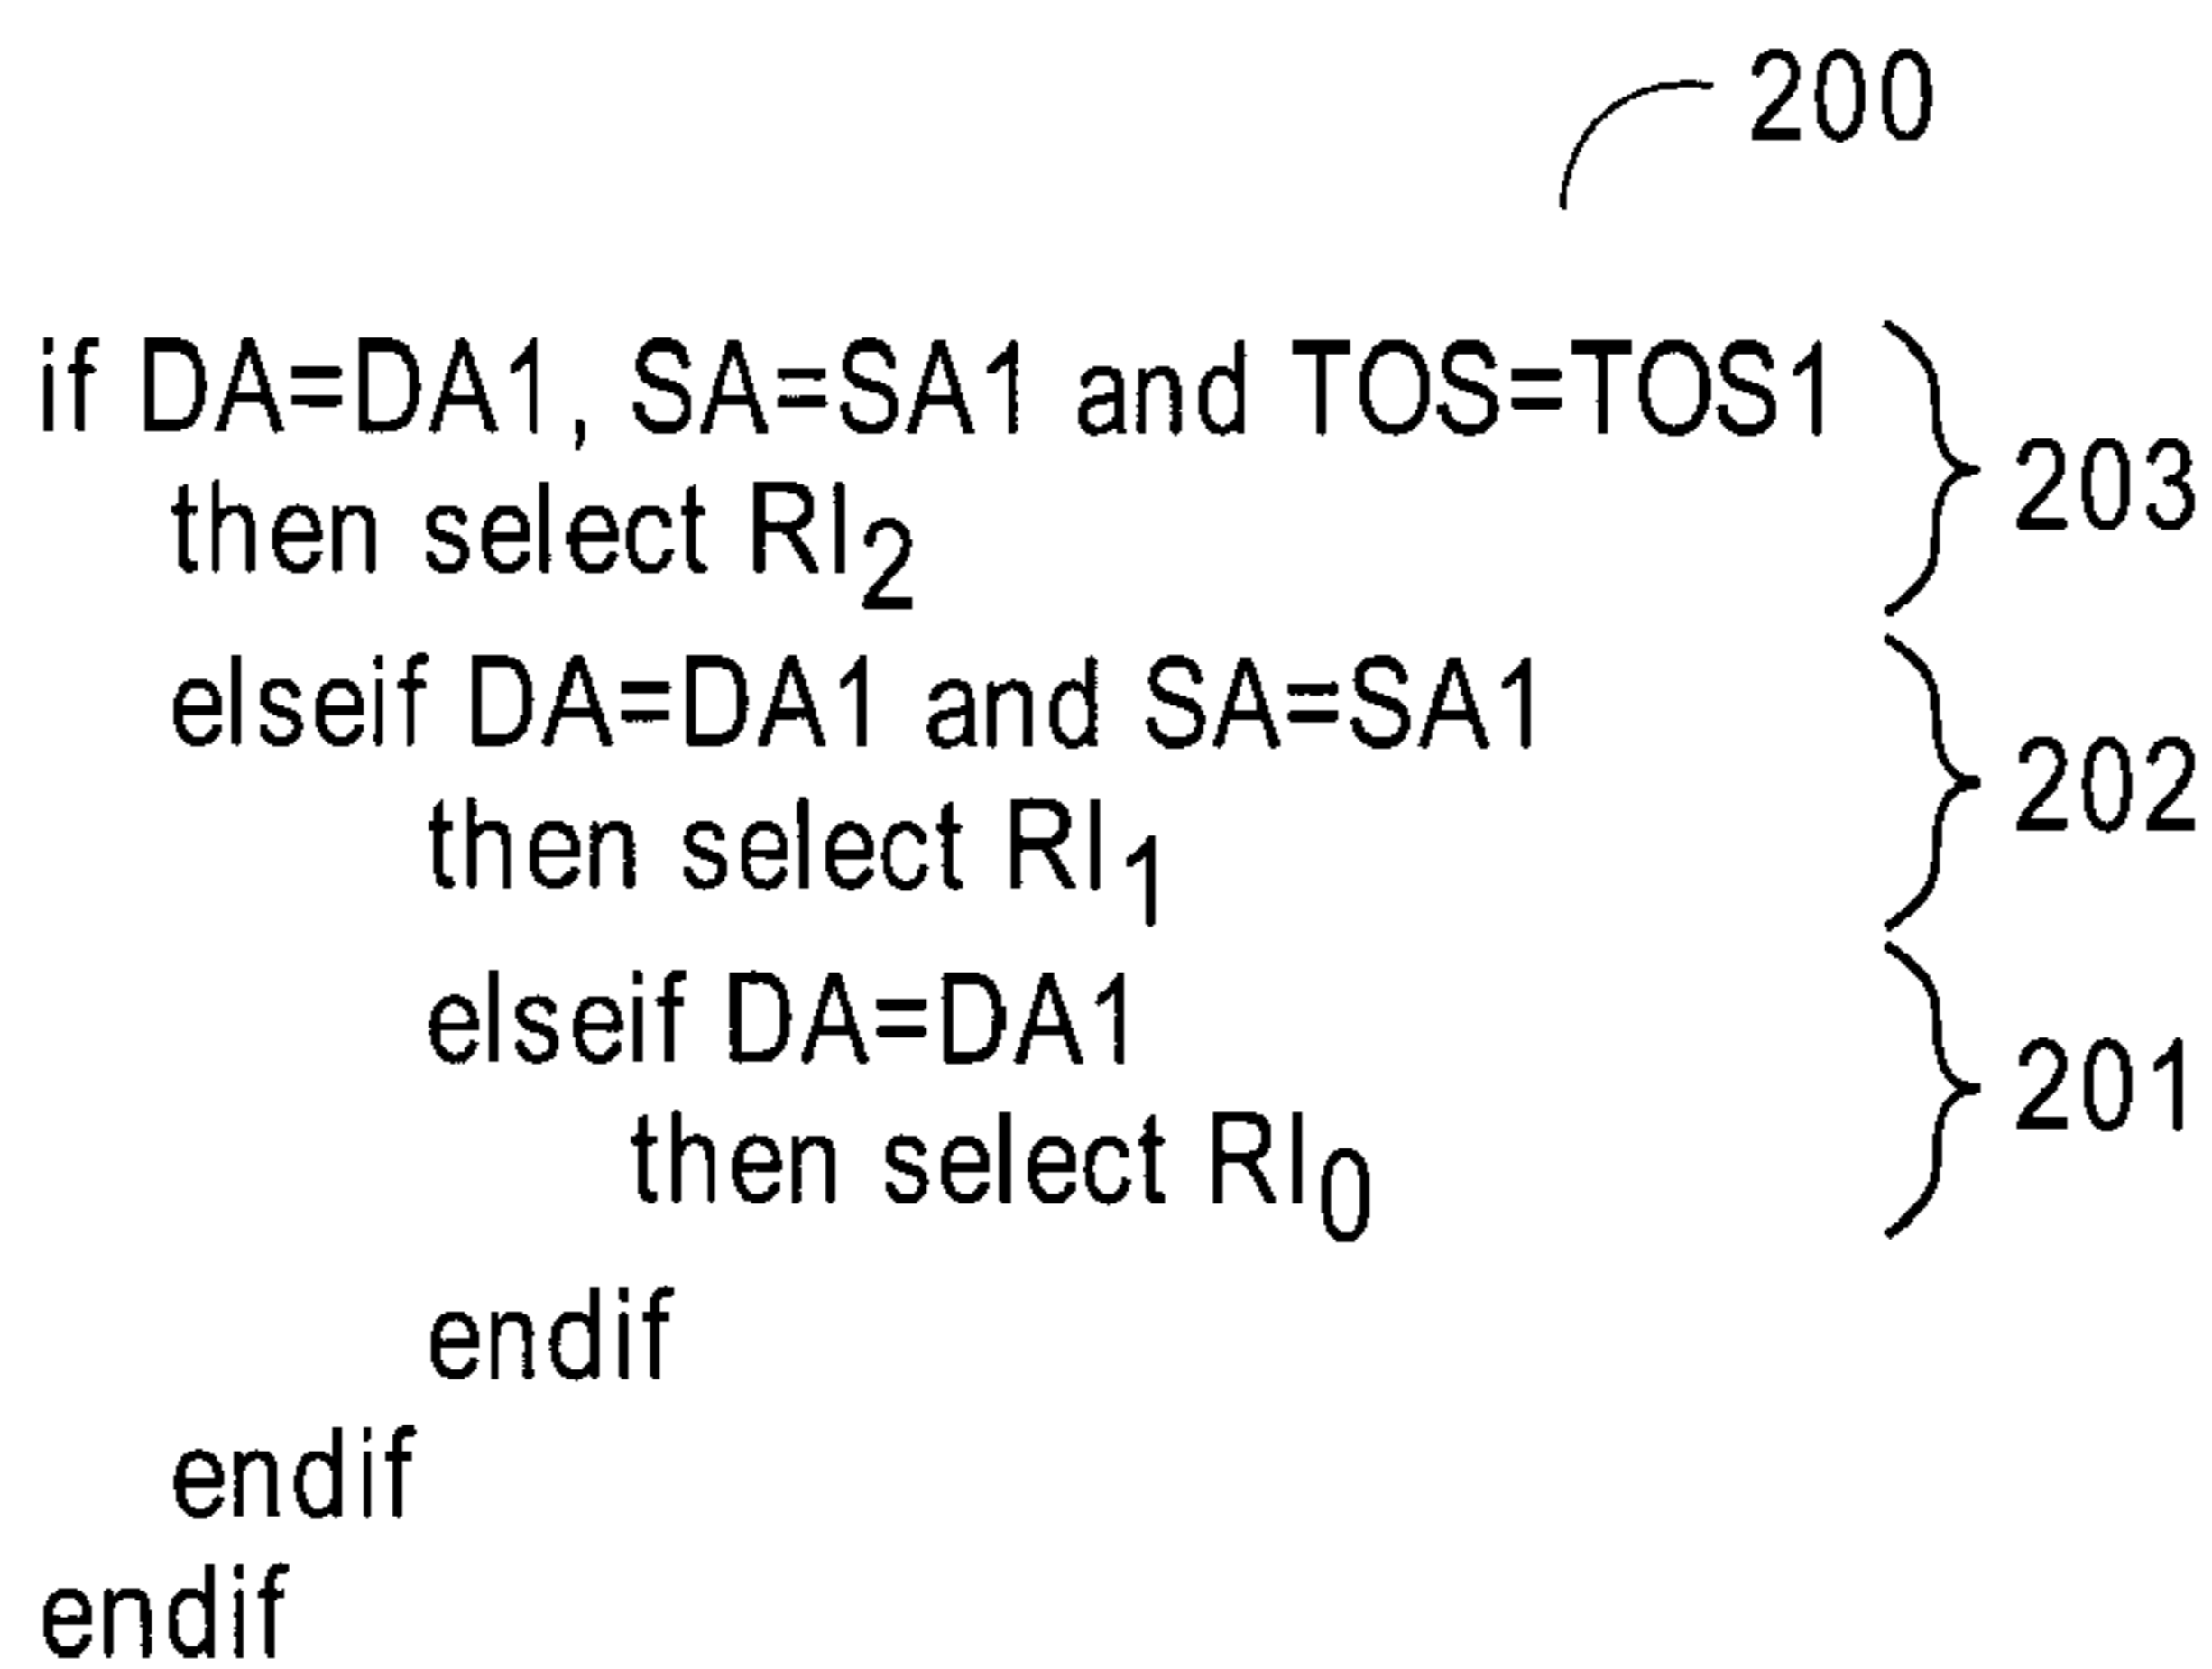 200
if DA=DA1, SA=SA1 and TOS=TOS1
then select RI2
203
elseif DA=DA1 and SA=SA1
then select RI1
202
elseif DA=DA1
then select RI0
201
endif
endif
endif